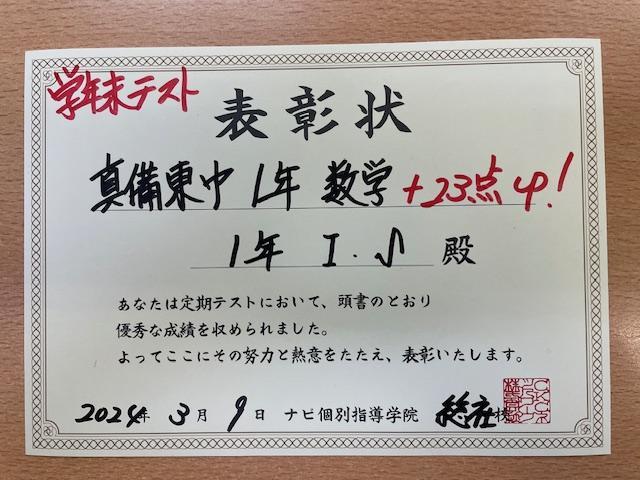 学年末テスト
表彰状
真備東中 1年 数学 +23点UP!
1年 I.S 殿
あなたは定期テストにおいて、頭書のとおり
優秀な成績を収められました。
よってここにその努力と熱意をたたえ、表彰いたします。
2024年 3月 9日 ナビ個別指導学院 総社校